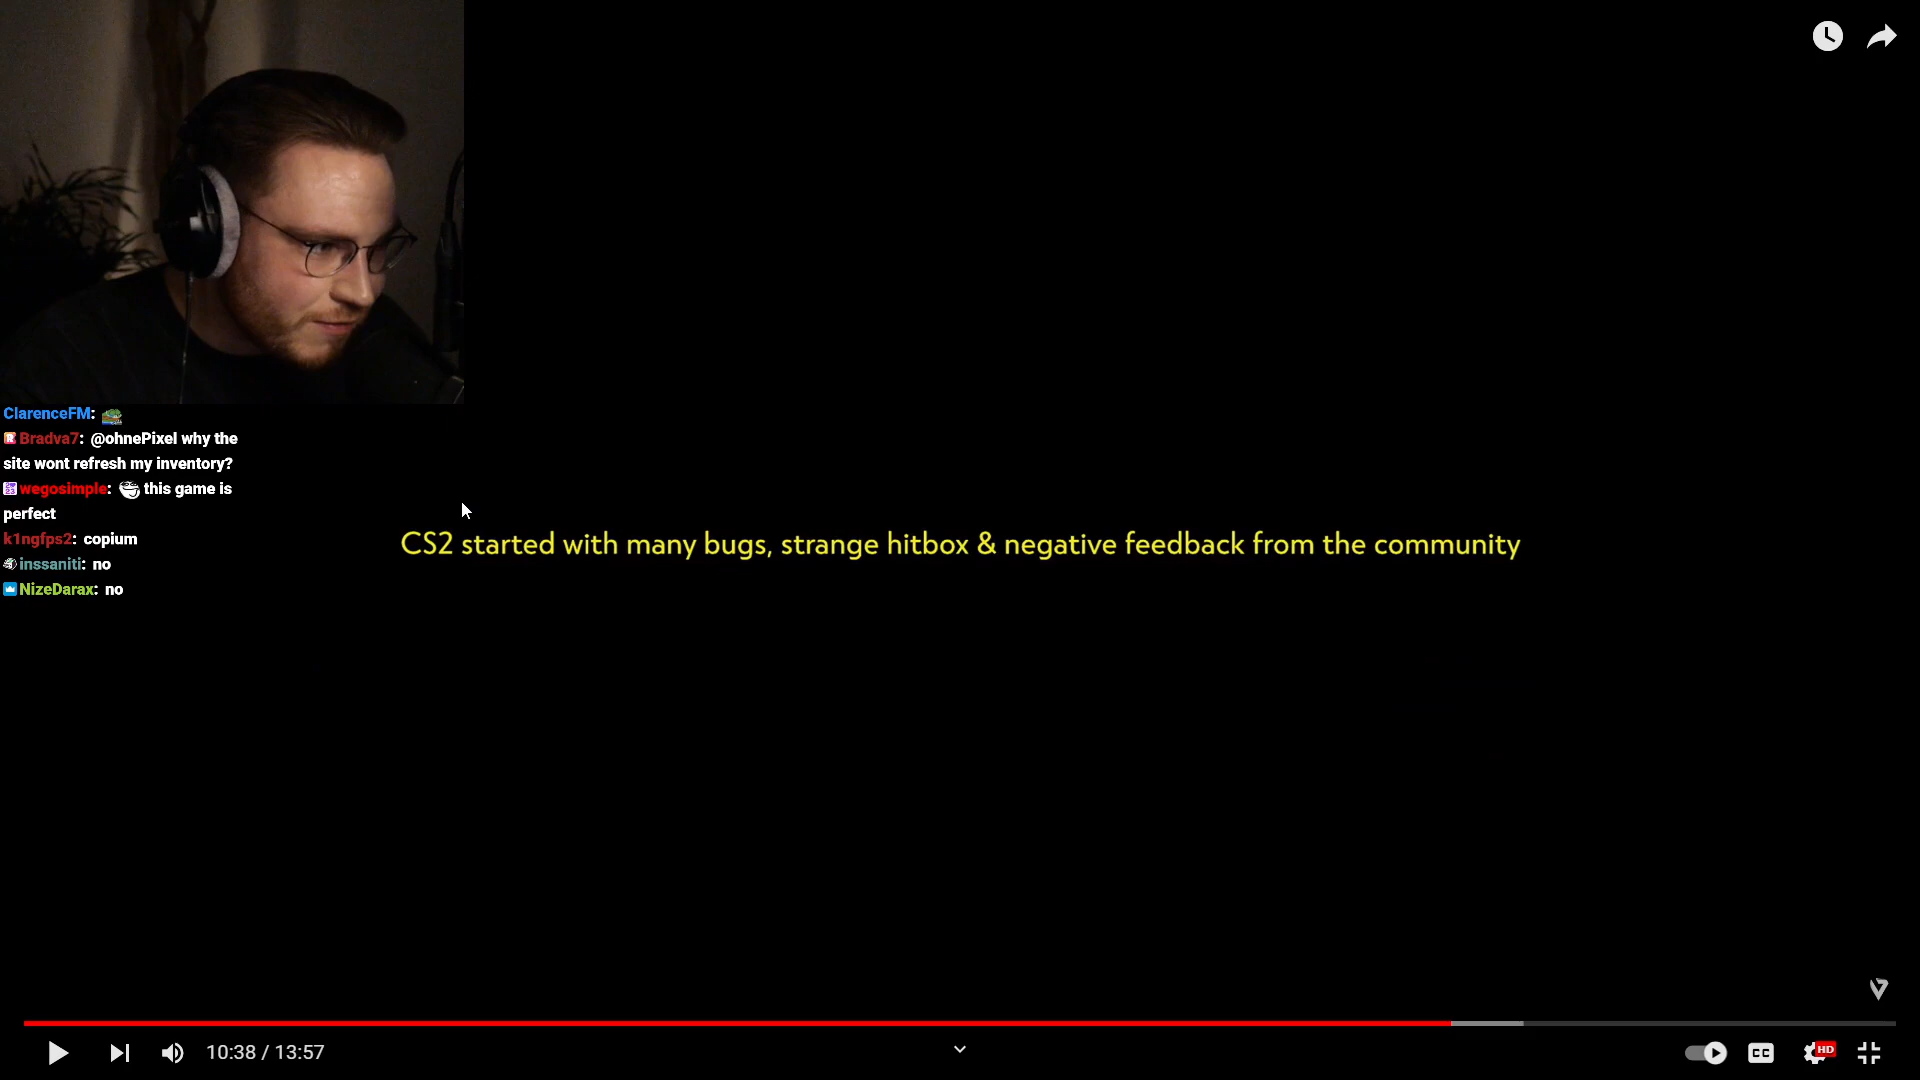 ClarenceFM:
Bradva7: @ohnePixel why the
site wont refresh my inventory?
wegosimple: this game is
perfect
k1ngfps2: copium
inssaniti: no
NizeDarax: no
CS2 started with many bugs, strange hitbox & negative feedback from the community
10:38 / 13:57
CC
HD